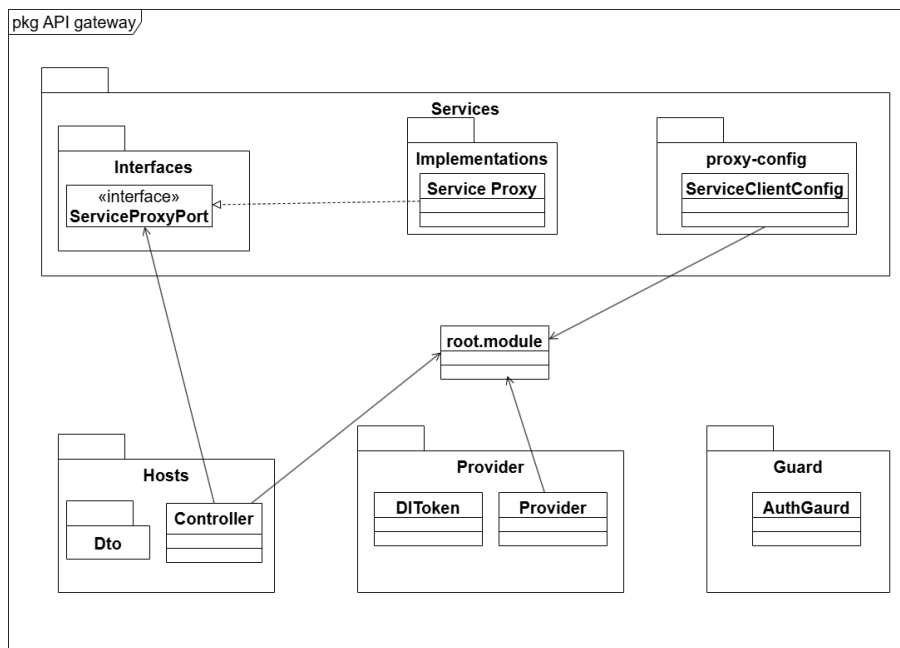 pkg API gateway
Services
Interfaces
«interface»
ServiceProxyPort
Implementations
Service Proxy
proxy-config
ServiceClientConfig
root.module
Hosts
Dto
Controller
Provider
DIToken
Provider
Guard
AuthGaurd